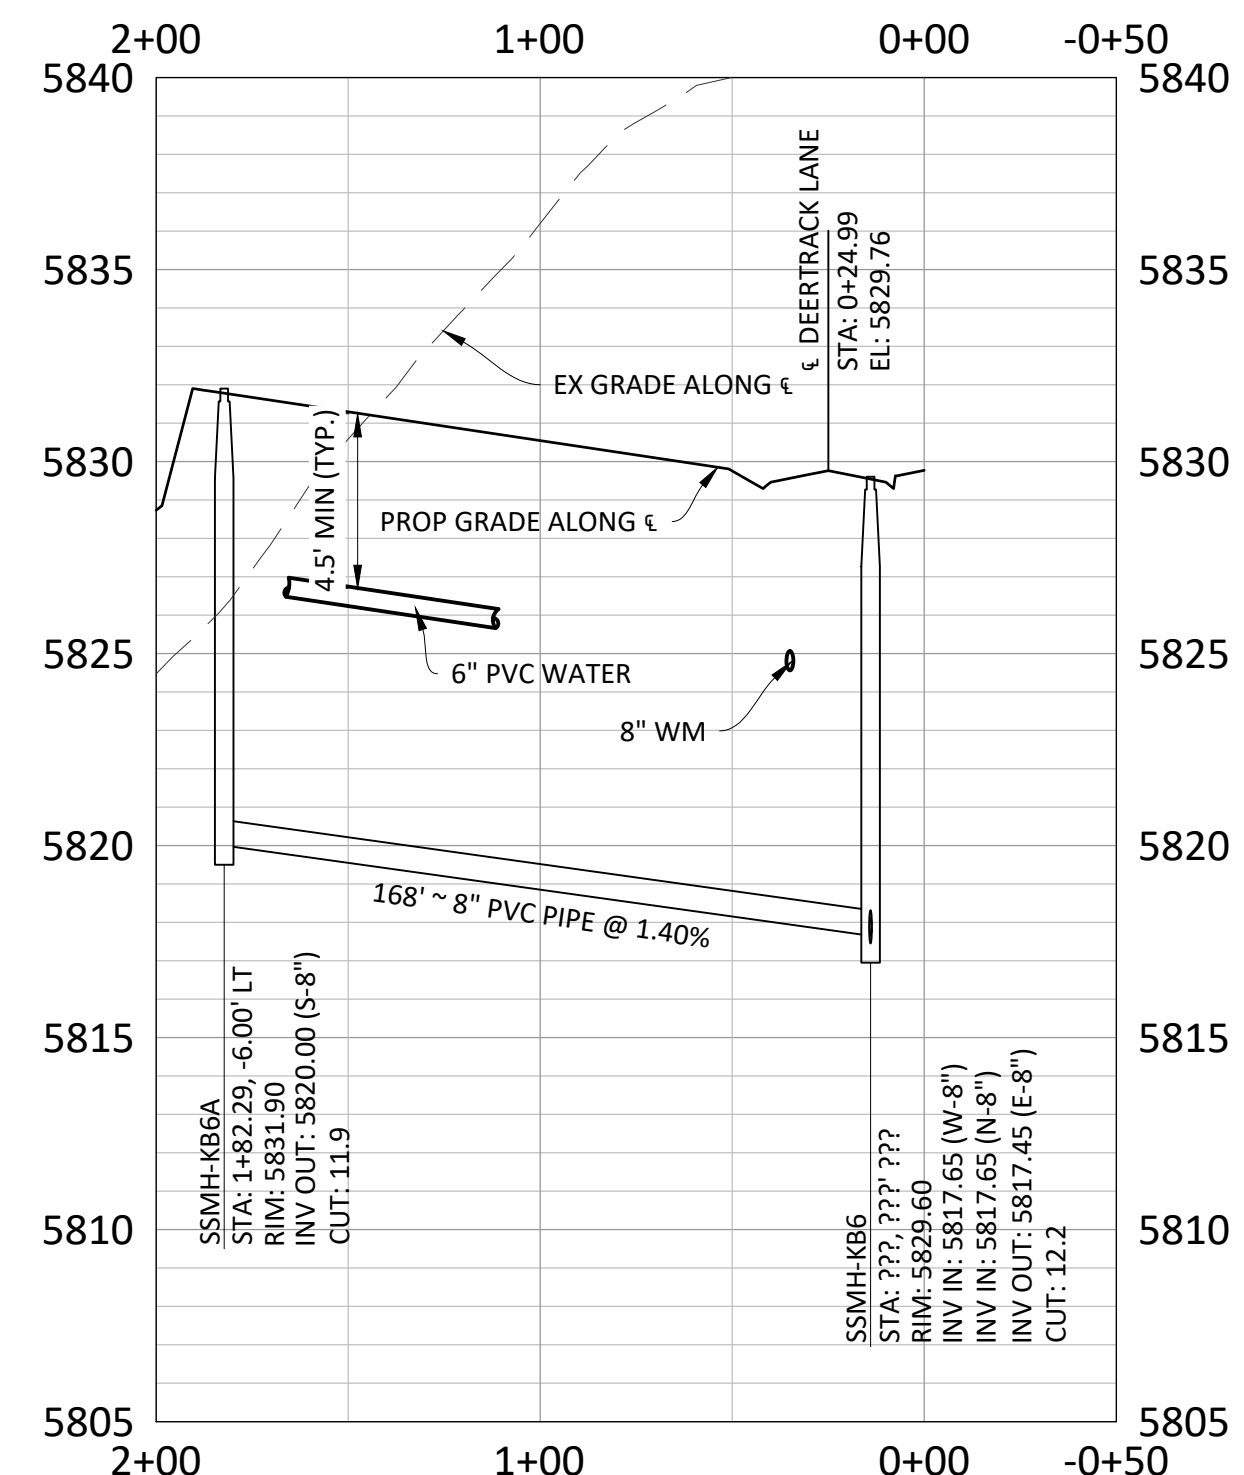 2+00 1+00 0+00 -0+50
5840 5840
5835 5835
5830 5830
5825 5825
5820 5820
5815 5815
5810 5810
5805 5805
2+00 1+00 0+00 -0+50
℄ DEERTRACK LANE
STA: 0+24.99
EL: 5829.76
EX GRADE ALONG ℄
4.5' MIN (TYP.)
PROP GRADE ALONG ℄
6" PVC WATER
8" WM
168' ~ 8" PVC PIPE @ 1.40%
SSMH-KB6A
STA: 1+82.29, -6.00' LT
RIM: 5831.90
INV OUT: 5820.00 (S-8")
CUT: 11.9
SSMH-KB6
STA: ???, ???' ???
RIM: 5829.60
INV IN: 5817.65 (W-8")
INV IN: 5817.65 (N-8")
INV OUT: 5817.45 (E-8")
CUT: 12.2